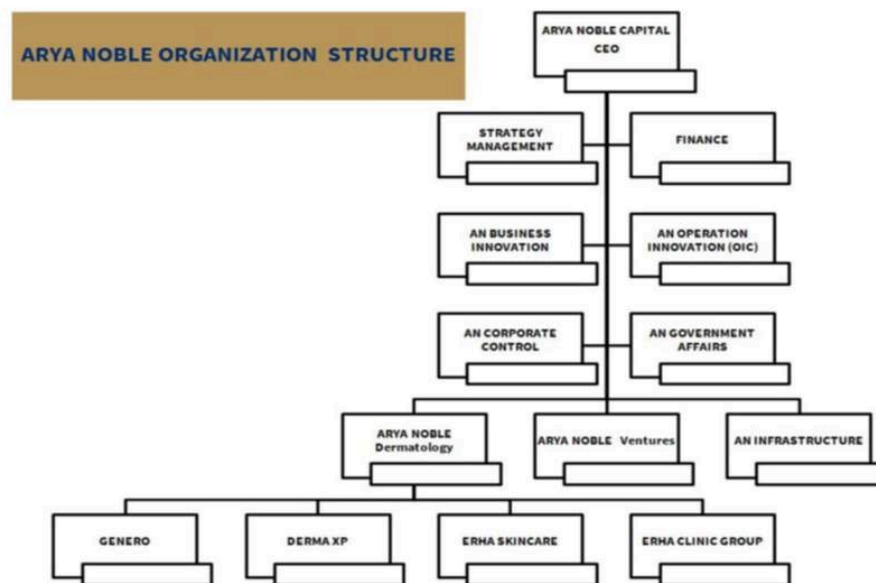 ARYA NOBLE ORGANIZATION STRUCTURE
ARYA NOBLE CAPITAL
CEO
STRATEGY
MANAGEMENT
FINANCE
AN BUSINESS
INNOVATION
AN OPERATION
INNOVATION (OIC)
AN CORPORATE
CONTROL
AN GOVERNMENT
AFFAIRS
ARYA NOBLE
Dermatology
ARYA NOBLE Ventures
AN INFRASTRUCTURE
GENERO
DERMA XP
ERHA SKINCARE
ERHA CLINIC GROUP